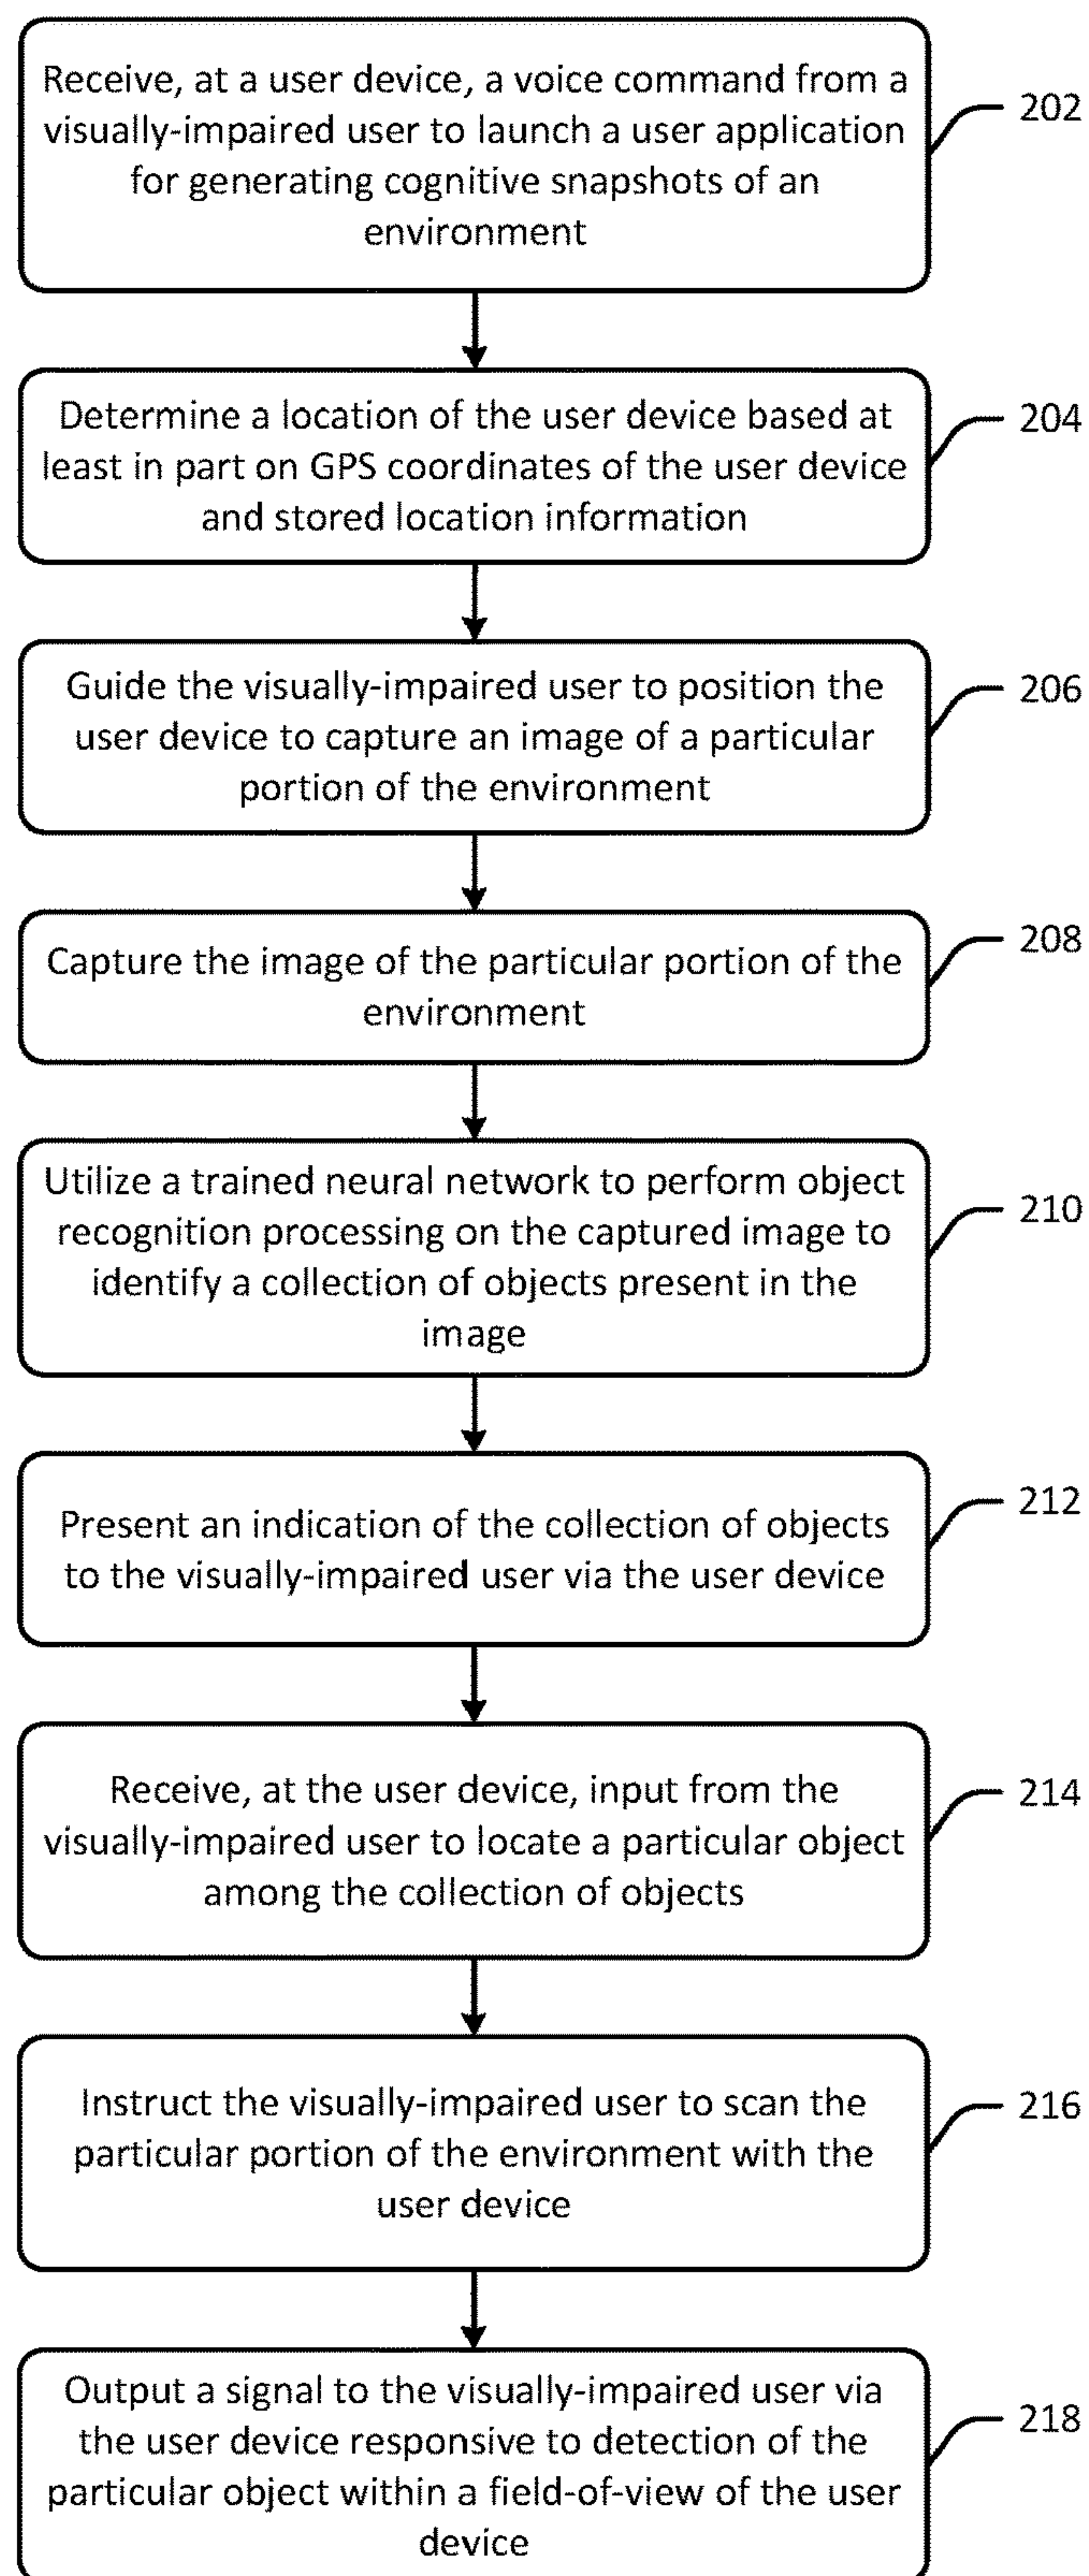 Receive, at a user device, a voice command from a
visually-impaired user to launch a user application
for generating cognitive snapshots of an
environment
202
Determine a location of the user device based at
least in part on GPS coordinates of the user device
and stored location information
204
Guide the visually-impaired user to position the
user device to capture an image of a particular
portion of the environment
206
Capture the image of the particular portion of the
environment
208
Utilize a trained neural network to perform object
recognition processing on the captured image to
identify a collection of objects present in the
image
210
Present an indication of the collection of objects
to the visually-impaired user via the user device
212
Receive, at the user device, input from the
visually-impaired user to locate a particular object
among the collection of objects
214
Instruct the visually-impaired user to scan the
particular portion of the environment with the
user device
216
Output a signal to the visually-impaired user via
the user device responsive to detection of the
particular object within a field-of-view of the user
device
218